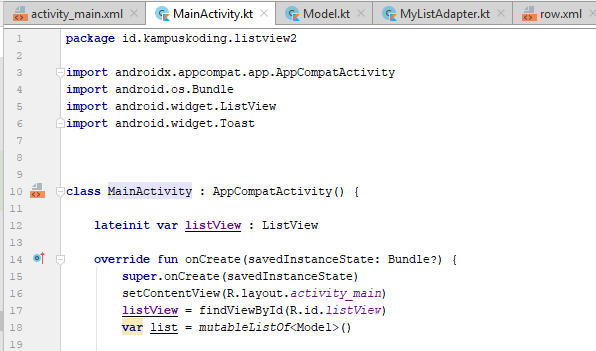 activity_main.xml MainActivity.kt Model.kt MyListAdapter.kt row.xml
1 package id.kampuskoding.listview2
2
3 import androidx.appcompat.app.AppCompatActivity
4 import android.os.Bundle
5 import android.widget.ListView
6 import android.widget.Toast
7
8
9
10 class MainActivity : AppCompatActivity() {
11
12 lateinit var listView : ListView
13
14 override fun onCreate(savedInstanceState: Bundle?) {
15 super.onCreate(savedInstanceState)
16 setContentView(R.layout.activity_main)
17 listView = findViewById(R.id.listView)
18 var list = mutableListOf<Model>()
19